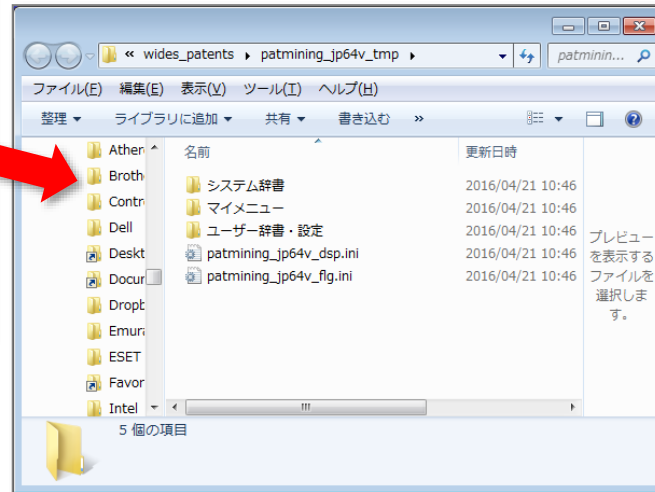 « wides_patents ▸ patmining_jp64v_tmp ▸
patminin...
ファイル(F) 編集(E) 表示(V) ツール(T) ヘルプ(H)
整理 ▼ ライブラリに追加 ▼ 共有 ▼ 書き込む »
Ather
Broth
Contr
Dell
Deskt
Docur
Dropb
Emura
ESET
Favor
Intel
名前 更新日時
システム辞書 2016/04/21 10:46
マイメニュー 2016/04/21 10:46
ユーザー辞書・設定 2016/04/21 10:46
patmining_jp64v_dsp.ini 2016/04/21 10:46
patmining_jp64v_flg.ini 2016/04/21 10:46
プレビュー
を表示する
ファイルを
選択しま
す。
5 個の項目